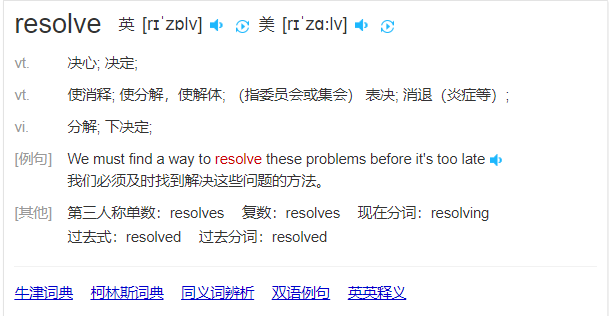 resolve 英 [rɪˈzɒlv] 美 [rɪˈzɑːlv]
vt. 决心; 决定;
vt. 使消释; 使分解，使解体; （指委员会或集会） 表决; 消退（炎症等）;
vi. 分解; 下决定;
[例句] We must find a way to resolve these problems before it's too late
我们必须及时找到解决这些问题的方法。
[其他] 第三人称单数：resolves 复数：resolves 现在分词：resolving
过去式：resolved 过去分词：resolved
牛津词典 柯林斯词典 同义词辨析 双语例句 英英释义